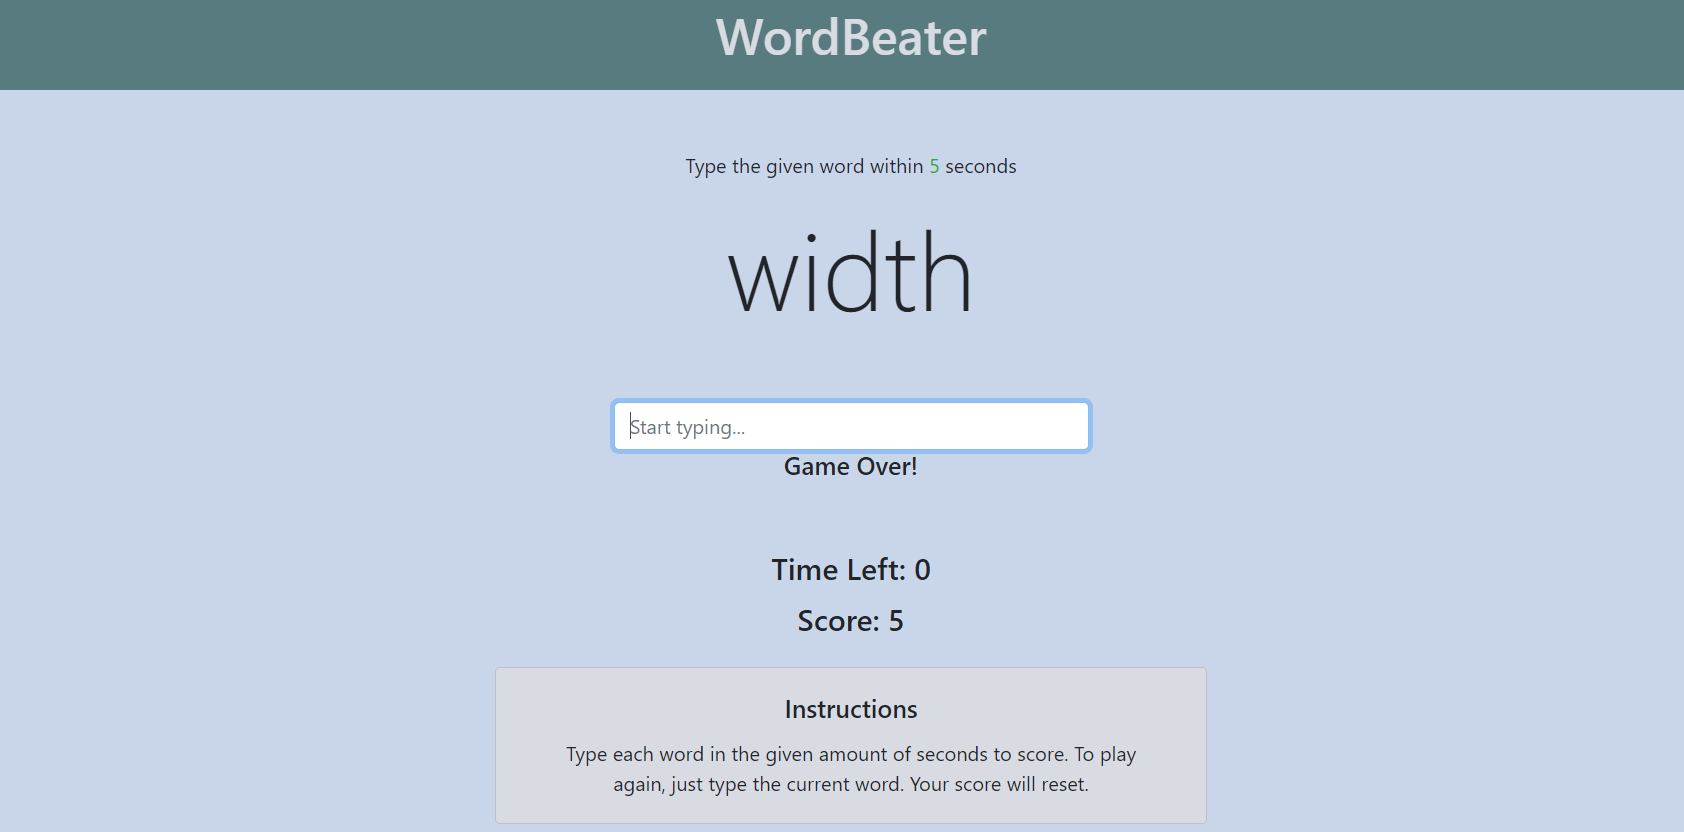 WordBeater
Type the given word within 5 seconds
width
Start typing...
Game Over!
Time Left: 0
Score: 5
Instructions
Type each word in the given amount of seconds to score. To play
again, just type the current word. Your score will reset.